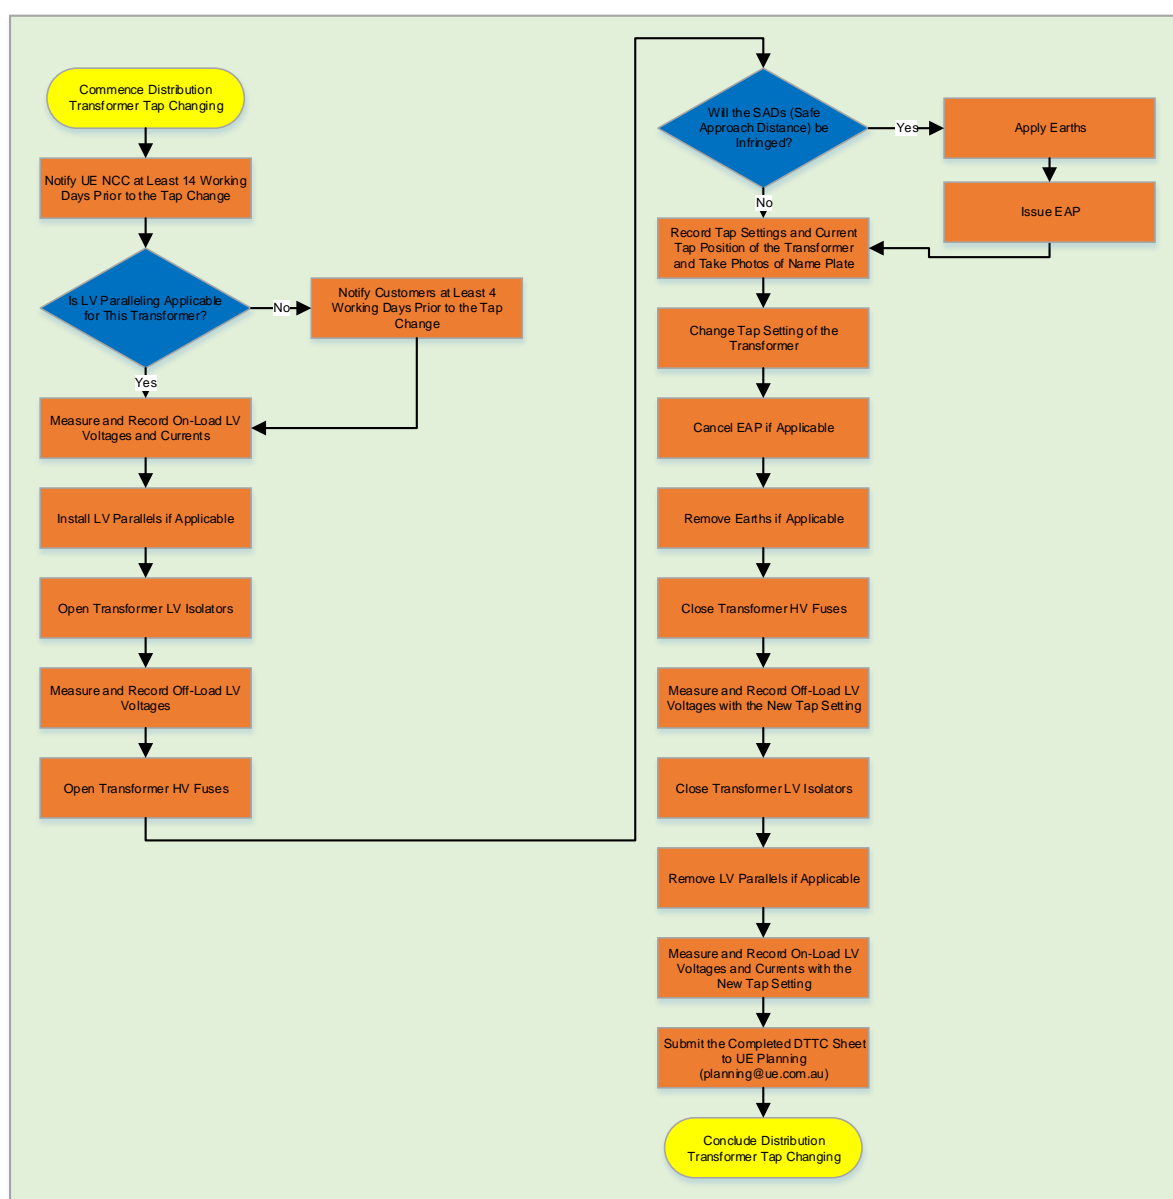 Commence Distribution
Transformer Tap Changing
Notify UE NCC at Least 14 Working
Days Prior to the Tap Change
Is LV Paralleling Applicable
for This Transformer?
No
Notify Customers at Least 4
Working Days Prior to the Tap
Change
Yes
Measure and Record On-Load LV
Voltages and Currents
Install LV Parallels if Applicable
Open Transformer LV Isolators
Measure and Record Off-Load LV
Voltages
Open Transformer HV Fuses
Will the SADs (Safe
Approach Distance) be
Infringed?
Yes
Apply Earths
Issue EAP
No
Record Tap Settings and Current
Tap Position of the Transformer
and Take Photos of Name Plate
Change Tap Setting of the
Transformer
Cancel EAP if Applicable
Remove Earths if Applicable
Close Transformer HV Fuses
Measure and Record Off-Load LV
Voltages with the New Tap Setting
Close Transformer LV Isolators
Remove LV Parallels if Applicable
Measure and Record On-Load LV
Voltages and Currents with the
New Tap Setting
Submit the Completed DTTC Sheet
to UE Planning
(planning@ue.com.au)
Conclude Distribution
Transformer Tap Changing